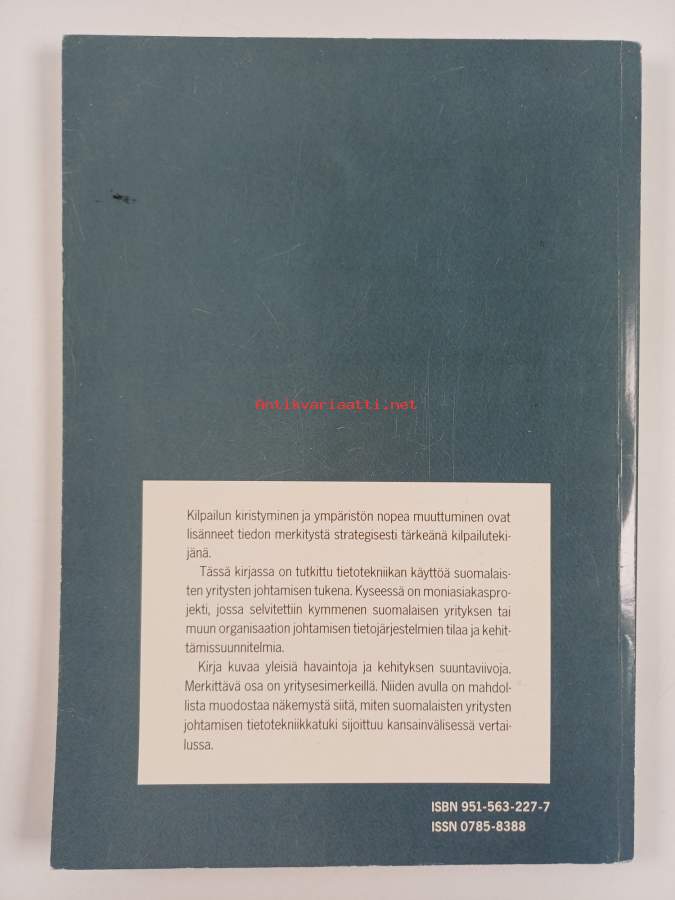 Antikvariaatti.net
Kilpailun kiristyminen ja ympäristön nopea muuttuminen ovat
lisänneet tiedon merkitystä strategisesti tärkeänä kilpaluteki-
jänä.
Tässä kirjassa on tutkittu tietotekniikan käyttöä suomalais-
ten yritysten johtamisen tukena. Kyseessä on moniasiakaspro-
jekti, jossa selvitettiin kymmenen suomalaisen yrityksen tai
muun organisaation johtamisen tietojärjestelmien tilaa ja kehit-
tämissuunnitelmia.
Kirja kuvaa yleisiä havaintoja ja kehityksen suuntaviivoja.
Merkittävä osa on yritysesimerkeillä. Niiden avulla on mahdol-
lista muodostaa näkemystä siitä, miten suomalaisten yritysten
johtamisen tietotekniikkatuki sijoittuu kansainvälisessä vertai-
lussa.
ISBN 951-563-227-7
ISSN 0785-8388